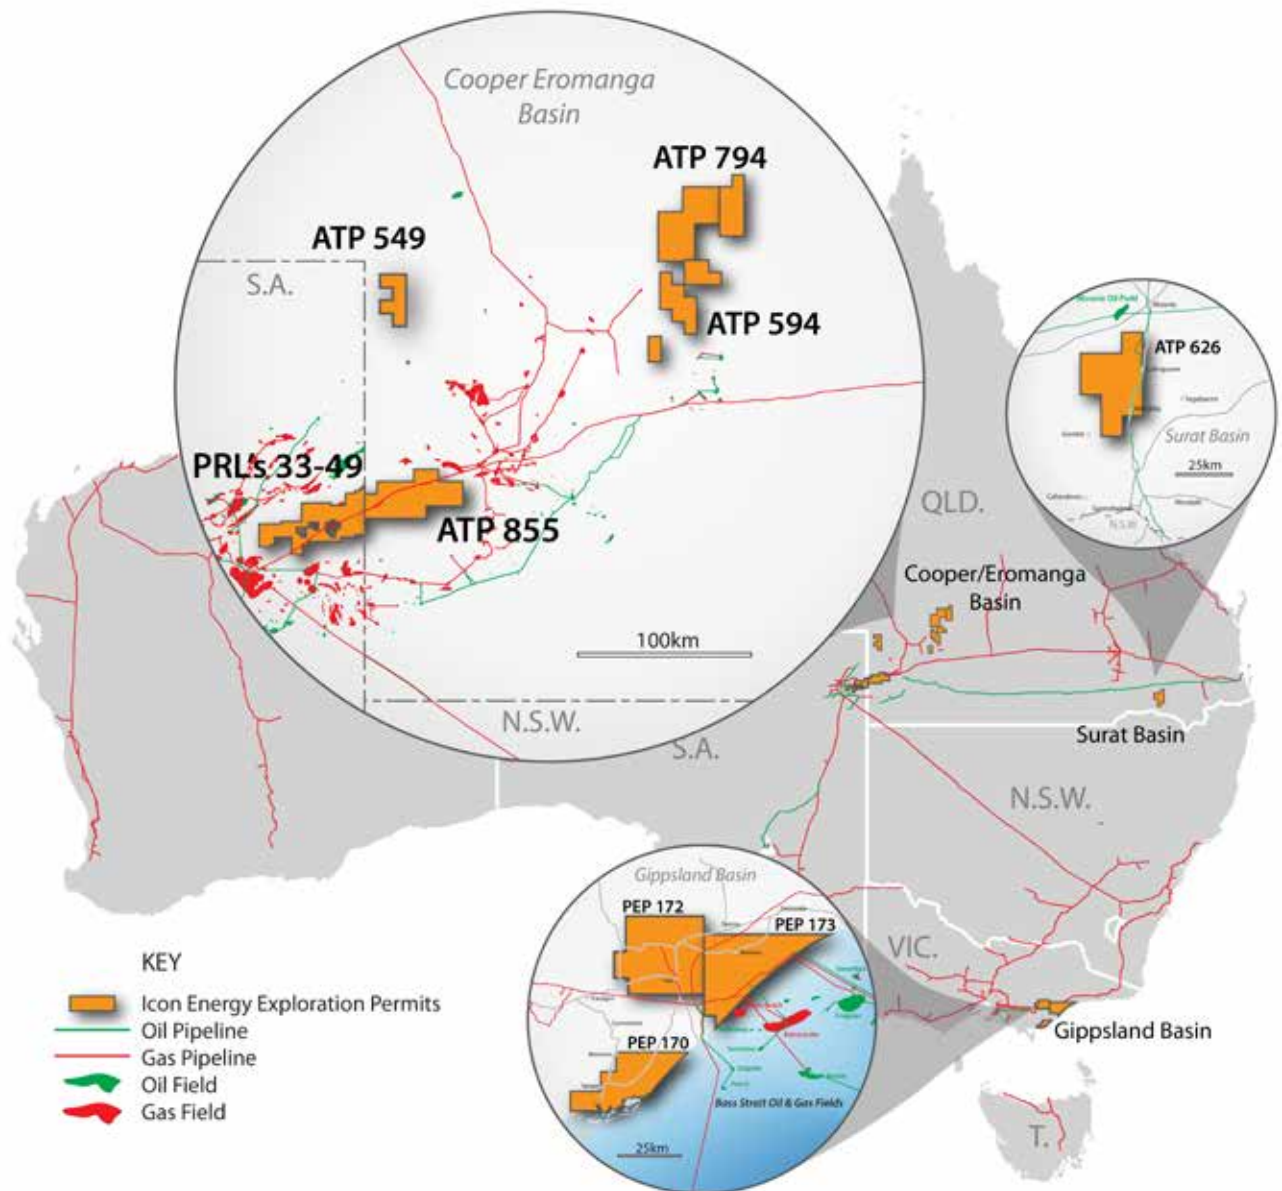 Cooper Eromanga
Basin
ATP 794
ATP 549
S.A.
ATP 594
PRL's 33-49
ATP 855
100km
N.S.W.
ATP 626
Surat Basin
25km
N.S.W.
QLD.
Cooper/Eromanga
Basin
Surat Basin
S.A.
N.S.W.
Gippsland Basin
PEP 172
PEP 173
PEP 170
Bass Strait Oil & Gas Fields
25km
VIC.
Gippsland Basin
T.
KEY
Icon Energy Exploration Permits
Oil Pipeline
Gas Pipeline
Oil Field
Gas Field